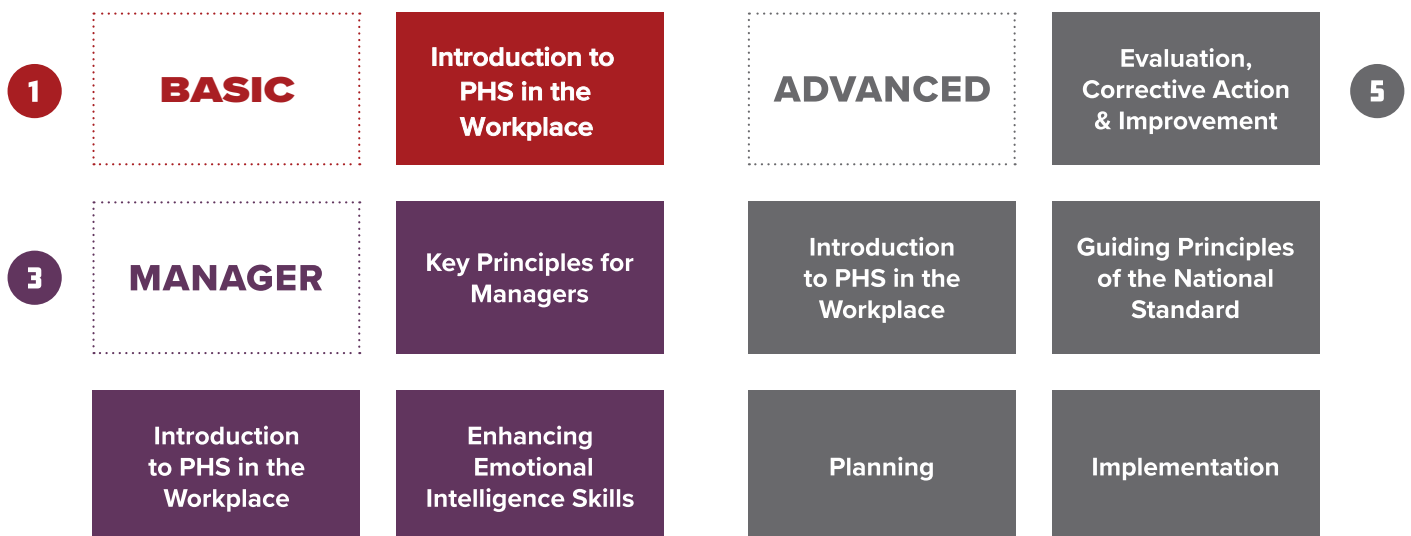 1
BASIC
Introduction to
PHS in the
Workplace
3
MANAGER
Key Principles for
Managers
Introduction
to PHS in the
Workplace
Enhancing
Emotional
Intelligence Skills
ADVANCED
Evaluation,
Corrective Action
& Improvement
5
Introduction
to PHS in the
Workplace
Guiding Principles
of the National
Standard
Planning
Implementation